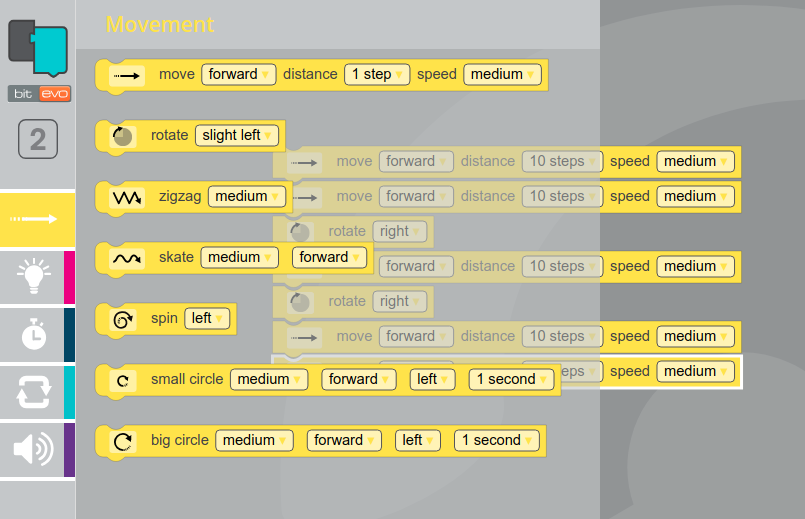 Movement
move forward distance 1 step speed medium
bit evo
2
rotate slight left
move forward distance 10 steps speed medium
zigzag medium
move forward distance 10 steps speed medium
rotate right
skate medium forward
forward distance 10 steps speed medium
rotate right
spin left
move forward distance 10 steps speed medium
eps speed medium
small circle medium forward left 1 second
big circle medium forward left 1 second